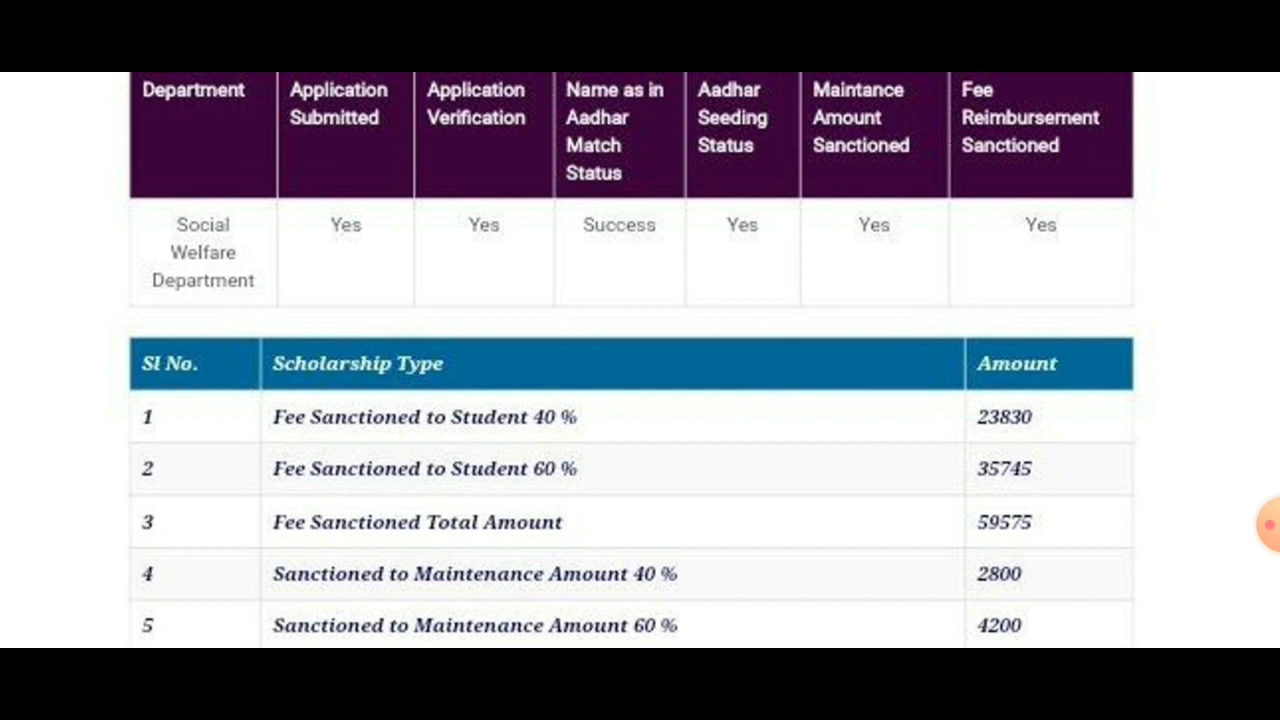 Department Application Submitted Application Verification Name as in Aadhar Match Status Aadhar Seeding Status Maintance Amount Sanctioned Fee Reimbursement Sanctioned
Social Welfare Department Yes Yes Success Yes Yes Yes
Sl No. Scholarship Type Amount
1 Fee Sanctioned to Student 40 % 23830
2 Fee Sanctioned to Student 60 % 35745
3 Fee Sanctioned Total Amount 59575
4 Sanctioned to Maintenance Amount 40 % 2800
5 Sanctioned to Maintenance Amount 60 % 4200